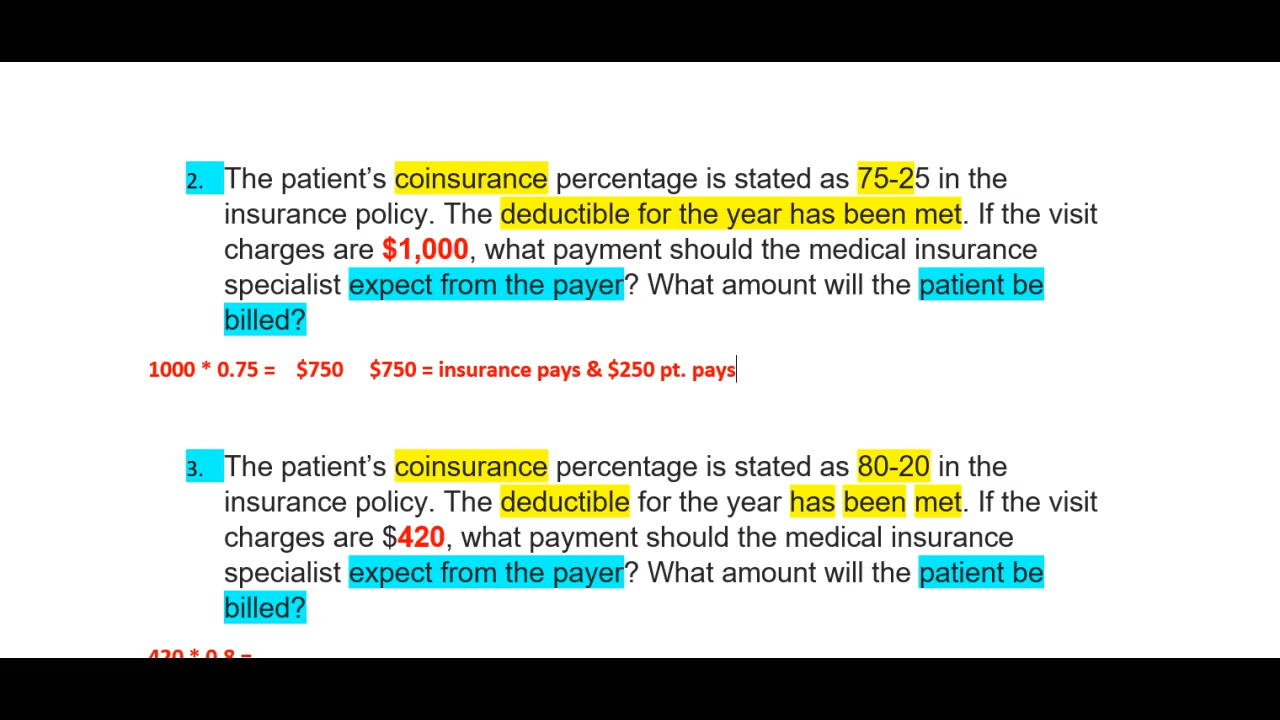 2. The patient’s coinsurance percentage is stated as 75-25 in the
insurance policy. The deductible for the year has been met. If the visit
charges are $1,000, what payment should the medical insurance
specialist expect from the payer? What amount will the patient be
billed?
1000 * 0.75 = $750 $750 = insurance pays & $250 pt. pays
3. The patient’s coinsurance percentage is stated as 80-20 in the
insurance policy. The deductible for the year has been met. If the visit
charges are $420, what payment should the medical insurance
specialist expect from the payer? What amount will the patient be
billed?
420 * 0.8 =